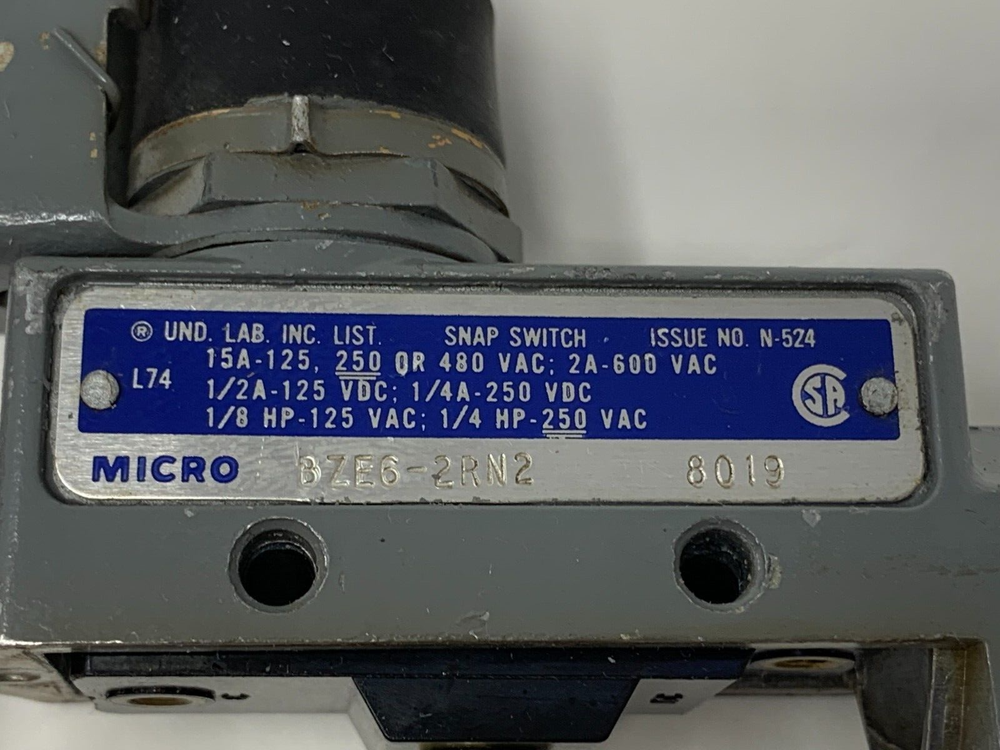 ® UND. LAB. INC. LIST. SNAP SWITCH ISSUE NO. N-524
15A-125, 250 OR 480 VAC; 2A-600 VAC
L74 1/2A-125 VDC; 1/4A-250 VDC
1/8 HP-125 VAC; 1/4 HP-250 VAC
SA
MICRO BZE6-2RN2 8019